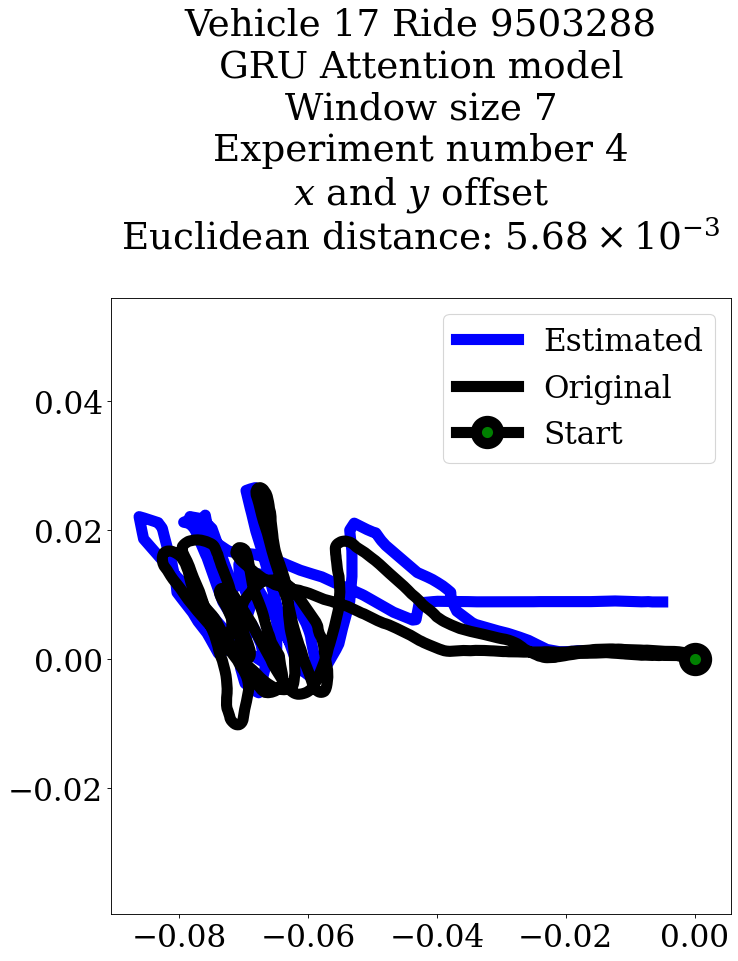 Vehicle 17 Ride 9503288
GRU Attention model
Window size 7
Experiment number 4
x and y offset
Euclidean distance: 5.68 × 10⁻³
Estimated
Original
Start
0.04
0.02
0.00
−0.02
−0.08 −0.06 −0.04 −0.02 0.00